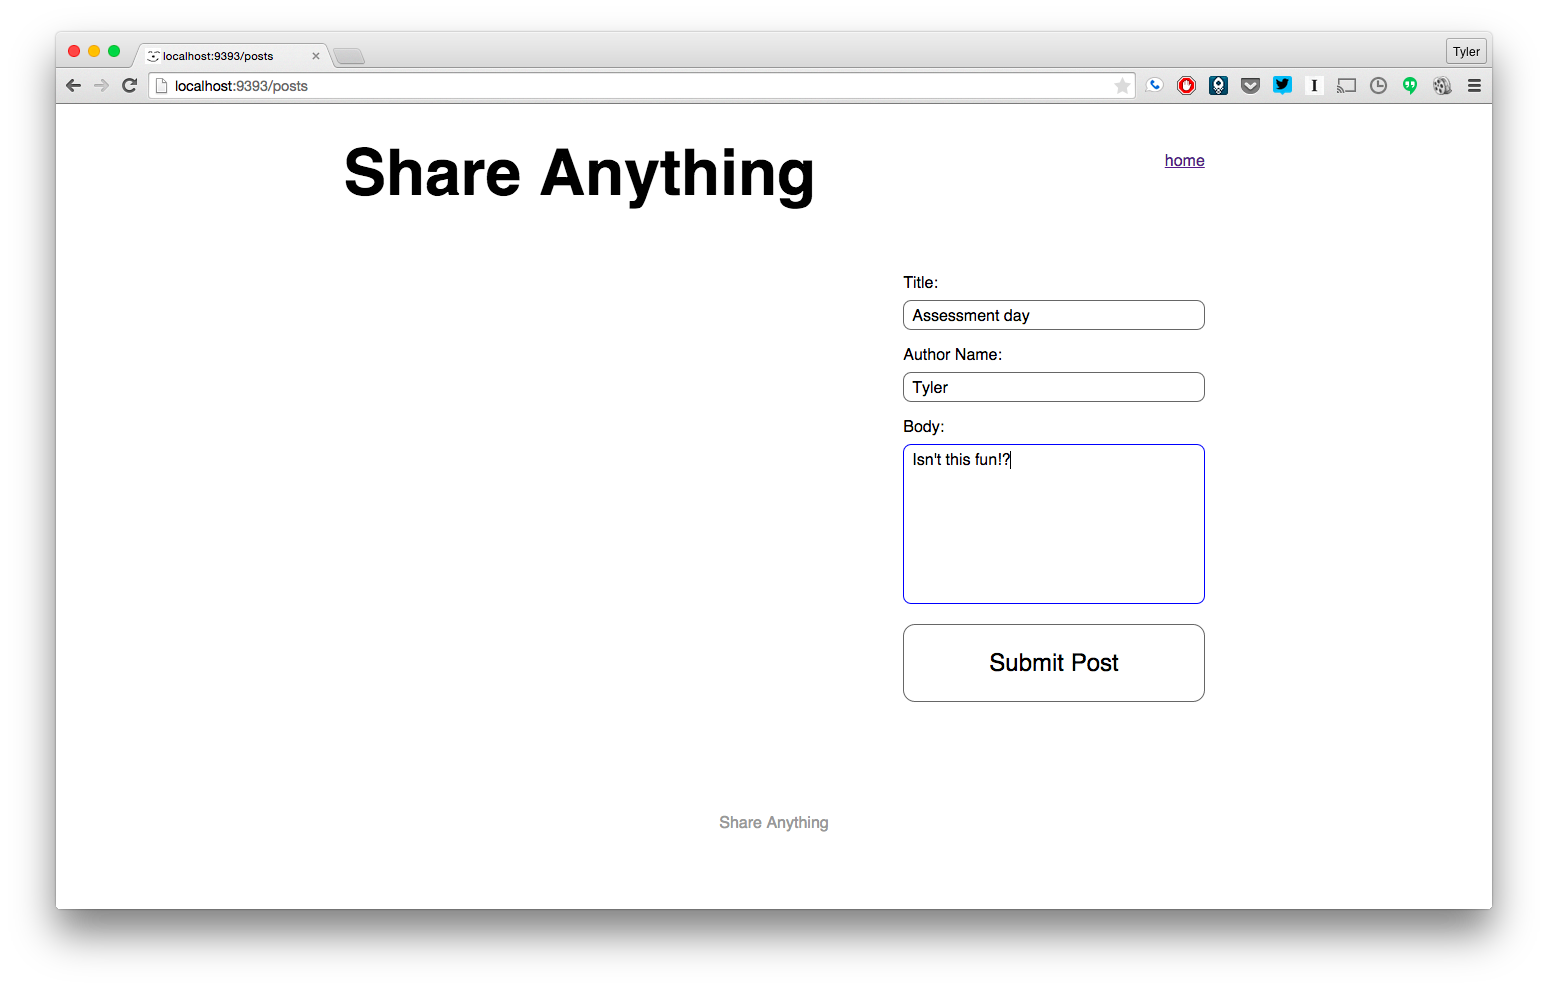 localhost:9393/posts
Tyler
localhost:9393/posts
Share Anything
home
Title:
Assessment day
Author Name:
Tyler
Body:
Isn't this fun!?
Submit Post
Share Anything